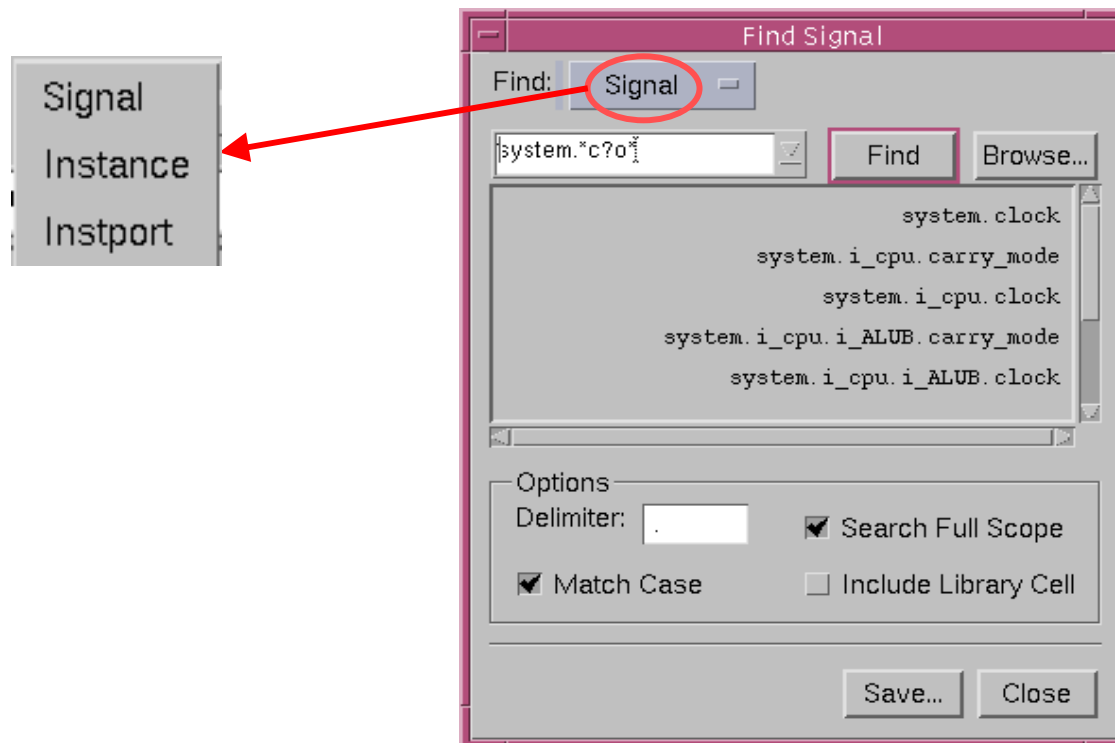 Find Signal
Signal
Instance
Instport
Find: Signal
system.*c?o*
Find
Browse...
system.clock
system.i_cpu.carry_mode
system.i_cpu.clock
system.i_cpu.i_ALUB.carry_mode
system.i_cpu.i_ALUB.clock
Options
Delimiter: .
Search Full Scope
Match Case
Include Library Cell
Save...
Close